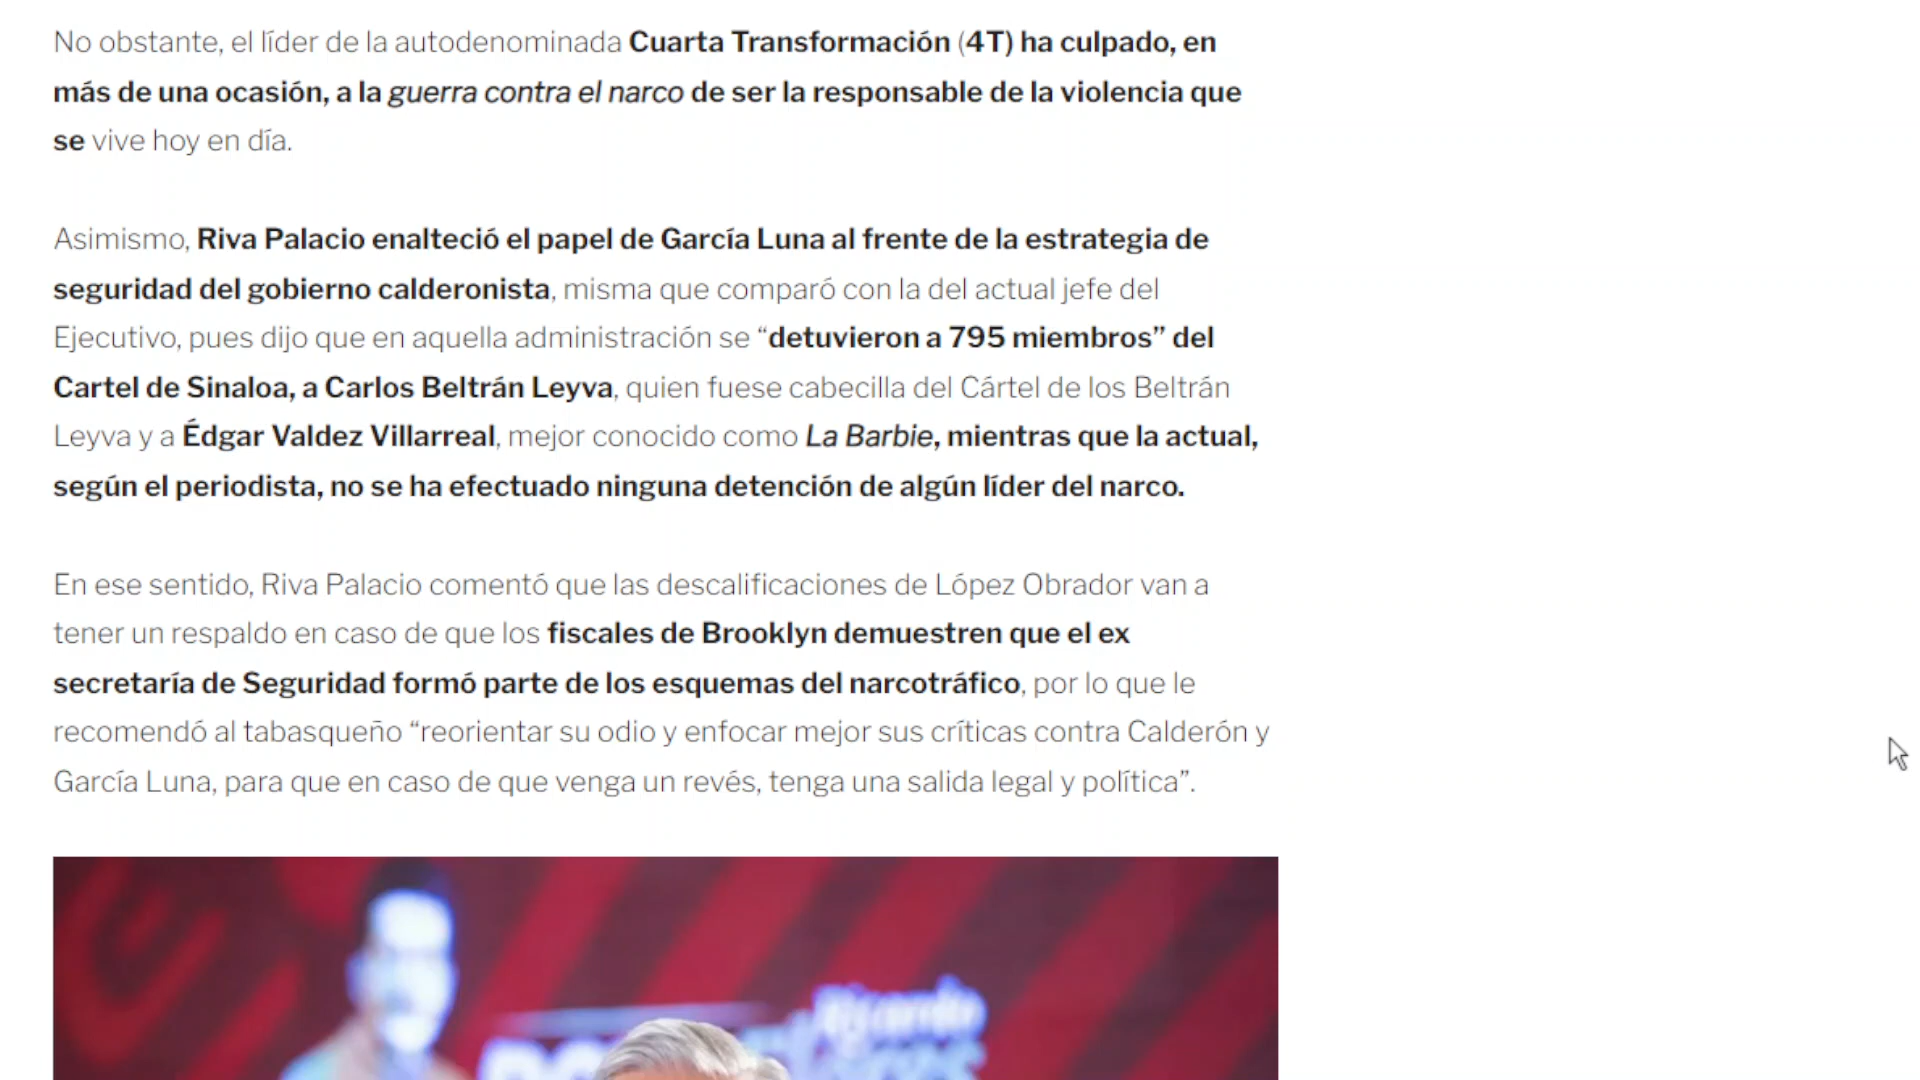 No obstante, el líder de la autodenominada Cuarta Transformación (4T) ha culpado, en
más de una ocasión, a la guerra contra el narco de ser la responsable de la violencia que
se vive hoy en día.
Asimismo, Riva Palacio enalteció el papel de García Luna al frente de la estrategia de
seguridad del gobierno calderonista, misma que comparó con la del actual jefe del
Ejecutivo, pues dijo que en aquella administración se “detuvieron a 795 miembros” del
Cartel de Sinaloa, a Carlos Beltrán Leyva, quien fuese cabecilla del Cártel de los Beltrán
Leyva y a Édgar Valdez Villarreal, mejor conocido como La Barbie, mientras que la actual,
según el periodista, no se ha efectuado ninguna detención de algún líder del narco.
En ese sentido, Riva Palacio comentó que las descalificaciones de López Obrador van a
tener un respaldo en caso de que los fiscales de Brooklyn demuestren que el ex
secretaría de Seguridad formó parte de los esquemas del narcotráfico, por lo que le
recomendó al tabasqueño “reorientar su odio y enfocar mejor sus críticas contra Calderón y
García Luna, para que en caso de que venga un revés, tenga una salida legal y política”.
Ricardo